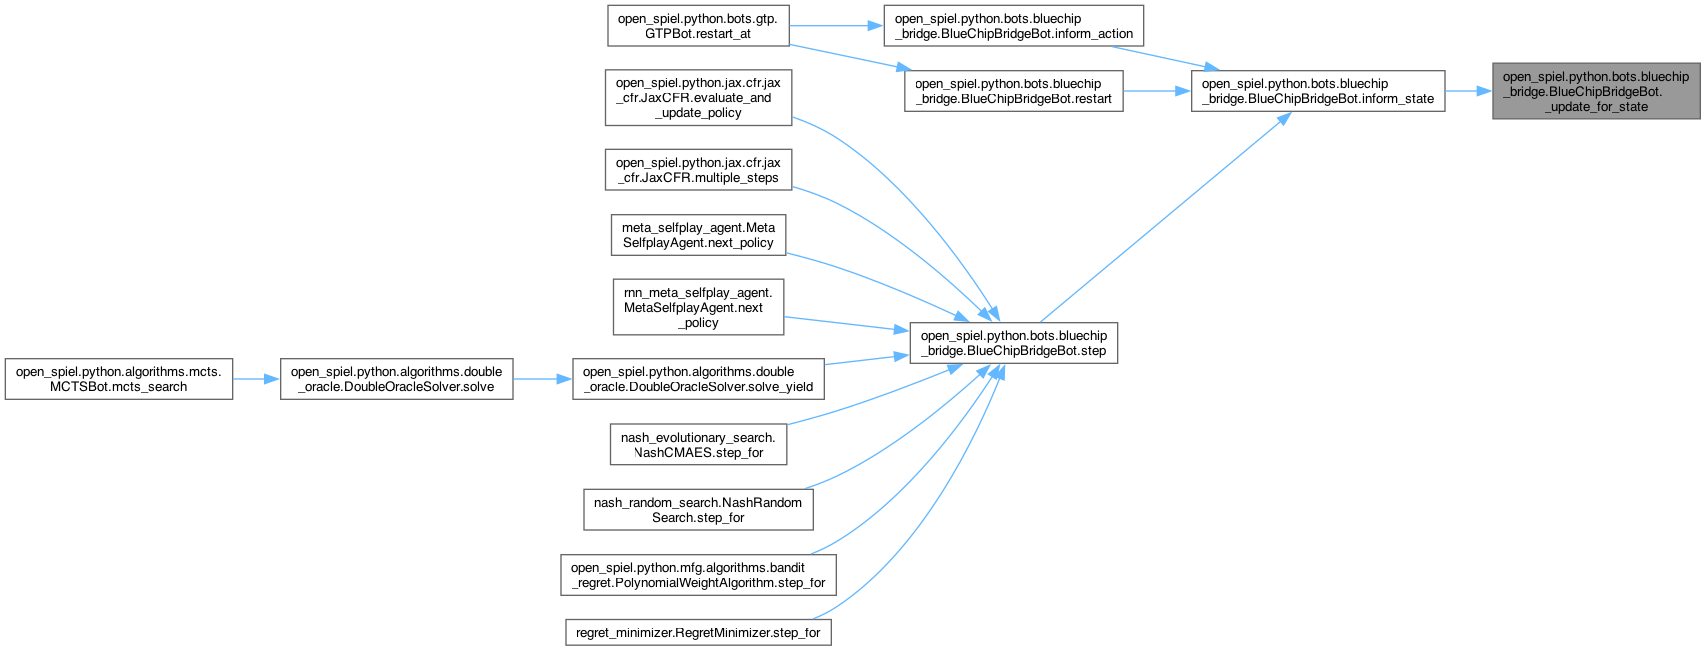 open_spiel.python.bots.gtp.
GTPBot.restart_at
open_spiel.python.bots.bluechip
_bridge.BlueChipBridgeBot.inform_action
open_spiel.python.jax.cfr.jax
_cfr.JaxCFR.evaluate_and
_update_policy
open_spiel.python.bots.bluechip
_bridge.BlueChipBridgeBot.restart
open_spiel.python.bots.bluechip
_bridge.BlueChipBridgeBot.inform_state
open_spiel.python.bots.bluechip
_bridge.BlueChipBridgeBot.
_update_for_state
open_spiel.python.jax.cfr.jax
_cfr.JaxCFR.multiple_steps
meta_selfplay_agent.Meta
SelfplayAgent.next_policy
rnn_meta_selfplay_agent.
MetaSelfplayAgent.next
_policy
open_spiel.python.bots.bluechip
_bridge.BlueChipBridgeBot.step
open_spiel.python.algorithms.mcts.
MCTSBot.mcts_search
open_spiel.python.algorithms.double
_oracle.DoubleOracleSolver.solve
open_spiel.python.algorithms.double
_oracle.DoubleOracleSolver.solve_yield
nash_evolutionary_search.
NashCMAES.step_for
nash_random_search.NashRandom
Search.step_for
open_spiel.python.mfg.algorithms.bandit
_regret.PolynomialWeightAlgorithm.step_for
regret_minimizer.RegretMinimizer.step_for